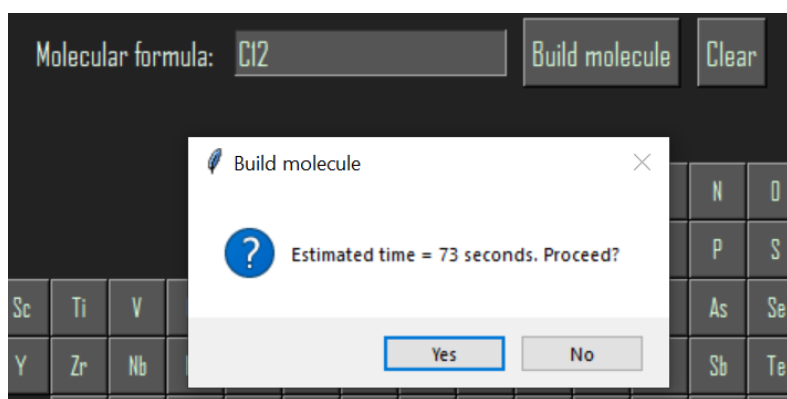 Molecular formula: C12 Build molecule Clear
Build molecule
N O
Estimated time = 73 seconds. Proceed?
P S
Sc Ti V As Se
Yes No
Y Zr Nb Sb Te